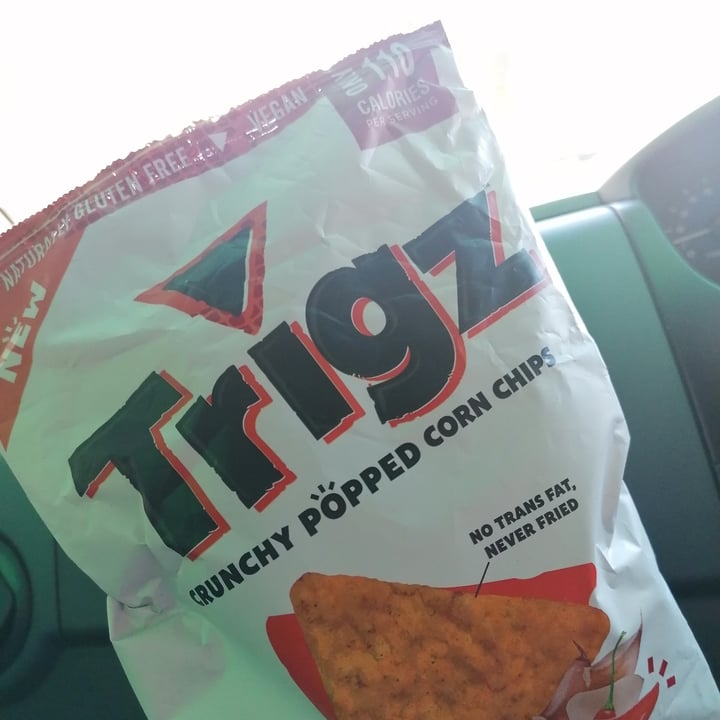 NATURALLY GLUTEN FREE VEGAN
110
CALORIES
PER SERVING
NEW
Trigz
CRUNCHY POPPED CORN CHIPS
NO TRANS FAT,
NEVER FRIED